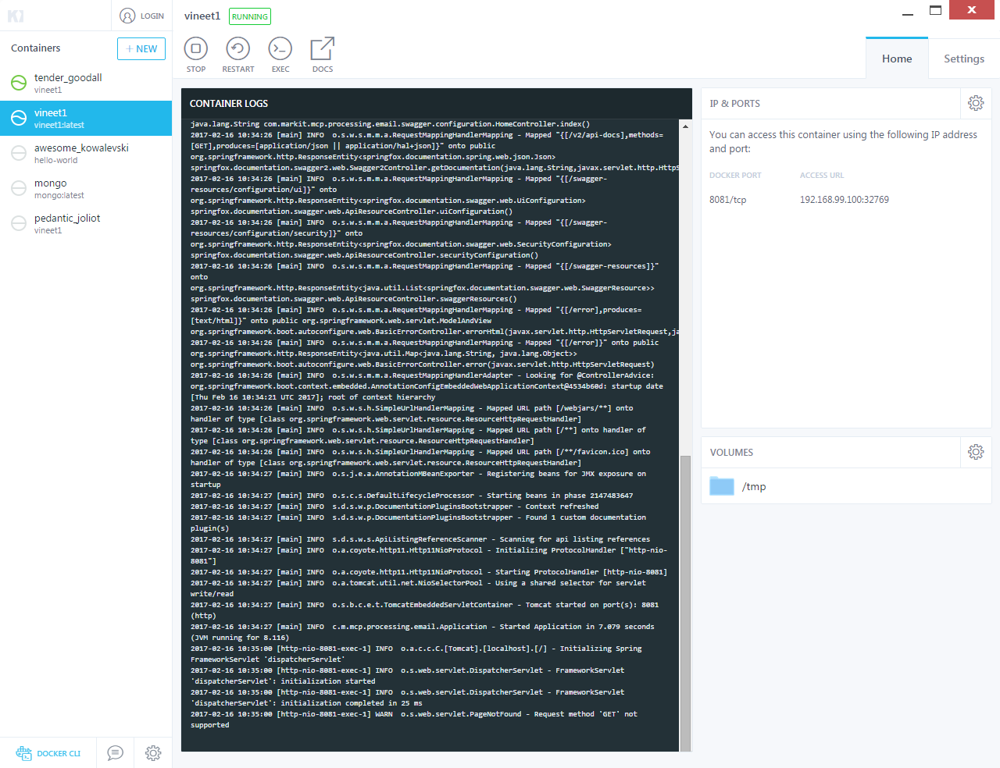 LOGIN
vineet1
RUNNING
Containers
+ NEW
STOP
RESTART
EXEC
DOCS
Home
Settings
tender_goodall
vineet1
vineet1
vineet1:latest
awesome_kowalevski
hello-world
mongo
mongo:latest
pedantic_joliot
vineet1
DOCKER CLI
CONTAINER LOGS
java.lang.String com.markit.mcp.processing.email.swagger.configuration.HomeController.index()
2017-02-16 10:34:26 [main] INFO  o.s.w.s.m.m.a.RequestMappingHandlerMapping - Mapped "{[/v2/api-docs],methods=
[GET],produces=[application/json || application/hal+json]}" onto public
org.springframework.http.ResponseEntity<springfox.documentation.spring.web.json.Json>
springfox.documentation.swagger2.web.Swagger2Controller.getDocumentation(java.lang.String,javax.servlet.http.HttpS
2017-02-16 10:34:26 [main] INFO  o.s.w.s.m.m.a.RequestMappingHandlerMapping - Mapped "{[/swagger-
resources/configuration/ui]}" onto
org.springframework.http.ResponseEntity<springfox.documentation.swagger.web.UiConfiguration>
springfox.documentation.swagger.web.ApiResourceController.uiConfiguration()
2017-02-16 10:34:26 [main] INFO  o.s.w.s.m.m.a.RequestMappingHandlerMapping - Mapped "{[/swagger-
resources/configuration/security]}" onto
org.springframework.http.ResponseEntity<springfox.documentation.swagger.web.SecurityConfiguration>
springfox.documentation.swagger.web.ApiResourceController.securityConfiguration()
2017-02-16 10:34:26 [main] INFO  o.s.w.s.m.m.a.RequestMappingHandlerMapping - Mapped "{[/swagger-resources]}"
onto
org.springframework.http.ResponseEntity<java.util.List<springfox.documentation.swagger.web.SwaggerResource>>
springfox.documentation.swagger.web.ApiResourceController.swaggerResources()
2017-02-16 10:34:26 [main] INFO  o.s.w.s.m.m.a.RequestMappingHandlerMapping - Mapped "{[/error],produces=
[text/html]}" onto public org.springframework.web.servlet.ModelAndView
org.springframework.boot.autoconfigure.web.BasicErrorController.errorHtml(javax.servlet.http.HttpServletRequest,ja
2017-02-16 10:34:26 [main] INFO  o.s.w.s.m.m.a.RequestMappingHandlerMapping - Mapped "{[/error]}" onto public
org.springframework.http.ResponseEntity<java.util.Map<java.lang.String, java.lang.Object>>
org.springframework.boot.autoconfigure.web.BasicErrorController.error(javax.servlet.http.HttpServletRequest)
2017-02-16 10:34:26 [main] INFO  o.s.w.s.m.m.a.RequestMappingHandlerAdapter - Looking for @ControllerAdvice:
org.springframework.boot.context.embedded.AnnotationConfigEmbeddedWebApplicationContext@4534b60d: startup date
[Thu Feb 16 10:34:21 UTC 2017]; root of context hierarchy
2017-02-16 10:34:26 [main] INFO  o.s.w.s.h.SimpleUrlHandlerMapping - Mapped URL path [/webjars/**] onto
handler of type [class org.springframework.web.servlet.resource.ResourceHttpRequestHandler]
2017-02-16 10:34:26 [main] INFO  o.s.w.s.h.SimpleUrlHandlerMapping - Mapped URL path [/**] onto handler of
type [class org.springframework.web.servlet.resource.ResourceHttpRequestHandler]
2017-02-16 10:34:26 [main] INFO  o.s.w.s.h.SimpleUrlHandlerMapping - Mapped URL path [/**/favicon.ico] onto
handler of type [class org.springframework.web.servlet.resource.ResourceHttpRequestHandler]
2017-02-16 10:34:27 [main] INFO  o.s.j.e.a.AnnotationMBeanExporter - Registering beans for JMX exposure on
startup
2017-02-16 10:34:27 [main] INFO  o.s.c.s.DefaultLifecycleProcessor - Starting beans in phase 2147483647
2017-02-16 10:34:27 [main] INFO  s.d.s.w.p.DocumentationPluginsBootstrapper - Context refreshed
2017-02-16 10:34:27 [main] INFO  s.d.s.w.p.DocumentationPluginsBootstrapper - Found 1 custom documentation
plugin(s)
2017-02-16 10:34:27 [main] INFO  s.d.s.w.s.ApiListingReferenceScanner - Scanning for api listing references
2017-02-16 10:34:27 [main] INFO  o.a.coyote.http11.Http11NioProtocol - Initializing ProtocolHandler ["http-nio-
8081"]
2017-02-16 10:34:27 [main] INFO  o.a.coyote.http11.Http11NioProtocol - Starting ProtocolHandler [http-nio-8081]
2017-02-16 10:34:27 [main] INFO  o.a.tomcat.util.net.NioSelectorPool - Using a shared selector for servlet
write/read
2017-02-16 10:34:27 [main] INFO  o.s.b.c.e.t.TomcatEmbeddedServletContainer - Tomcat started on port(s): 8081
(http)
2017-02-16 10:34:27 [main] INFO  c.m.mcp.processing.email.Application - Started Application in 7.079 seconds
(JVM running for 8.116)
2017-02-16 10:35:00 [http-nio-8081-exec-1] INFO  o.a.c.c.C.[Tomcat].[localhost].[/] - Initializing Spring
FrameworkServlet 'dispatcherServlet'
2017-02-16 10:35:00 [http-nio-8081-exec-1] INFO  o.s.web.servlet.DispatcherServlet - FrameworkServlet
'dispatcherServlet': initialization started
2017-02-16 10:35:00 [http-nio-8081-exec-1] INFO  o.s.web.servlet.DispatcherServlet - FrameworkServlet
'dispatcherServlet': initialization completed in 25 ms
2017-02-16 10:35:00 [http-nio-8081-exec-1] WARN  o.s.web.servlet.PageNotFound - Request method 'GET' not
supported
IP & PORTS
You can access this container using the following IP address
and port:
DOCKER PORT
ACCESS URL
8081/tcp
192.168.99.100:32769
VOLUMES
/tmp